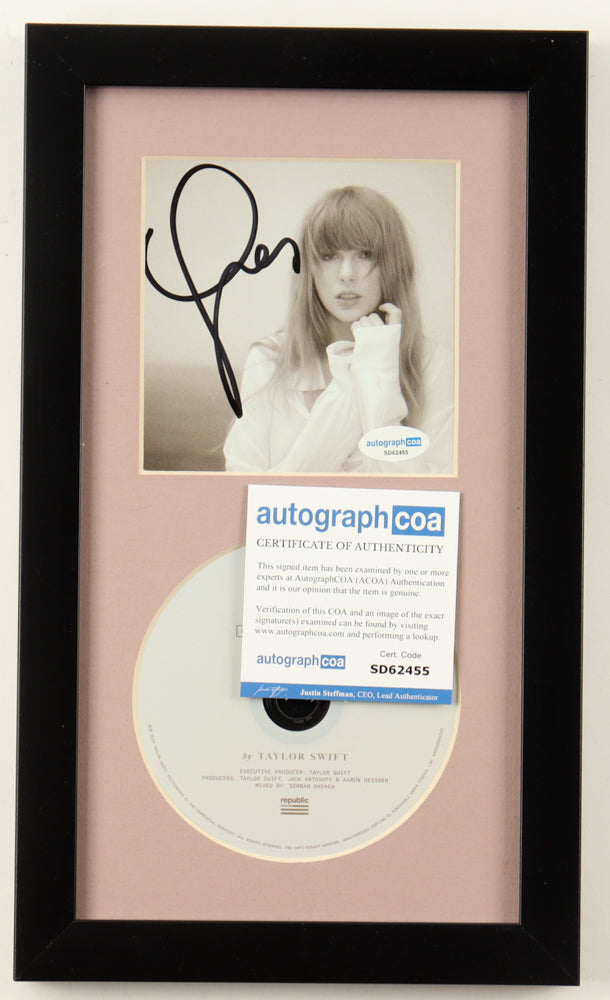 autographcoa
SD62455
autograph coa
CERTIFICATE OF AUTHENTICITY
This signed item has been examined by one or more
experts at AutographCOA (ACOA) Authentication
and it is our opinion that the item is genuine.
Verification of this COA and an image of the exact
signature(s) examined can be found by visiting
www.autographcoa.com and performing a lookup.
autograph coa
Cert. Code
SD62455
Justin Steffman, CEO, Lead Authenticator
by TAYLOR SWIFT
EXECUTIVE PRODUCER: TAYLOR SWIFT
PRODUCERS: TAYLOR SWIFT, JACK ANTONOFF & AARON DESSNER
MIXED BY: SERBAN GHENEA
republic